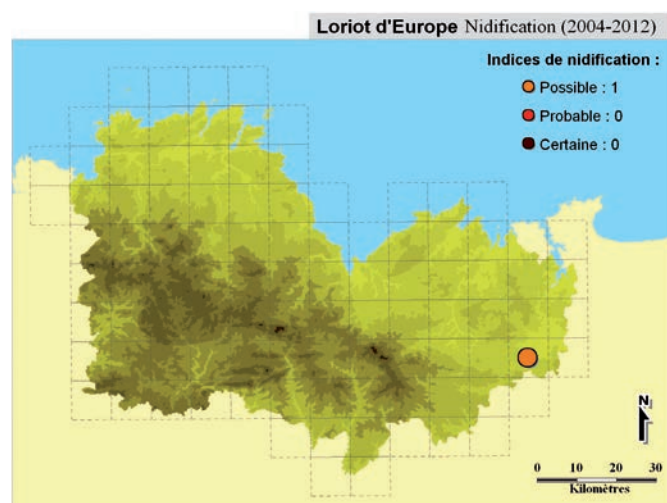 Loriot d'Europe Nidification (2004-2012)
Indices de nidification :
Possible : 1
Probable : 0
Certaine : 0
N
0 10 20 30
Kilomètres